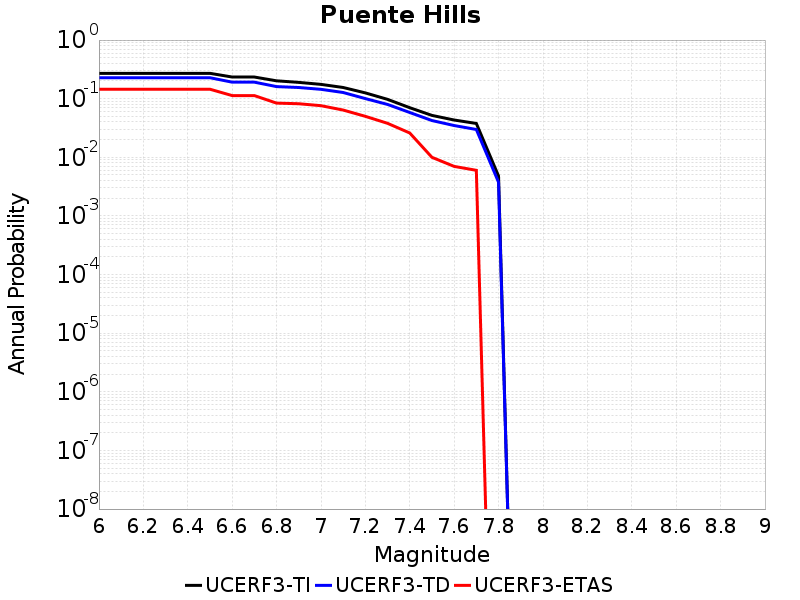 Puente Hills
Annual Probability
10^0
10^-1
10^-2
10^-3
10^-4
10^-5
10^-6
10^-7
10^-8
6 6.2 6.4 6.6 6.8 7 7.2 7.4 7.6 7.8 8 8.2 8.4 8.6 8.8 9
Magnitude
UCERF3-TI UCERF3-TD UCERF3-ETAS